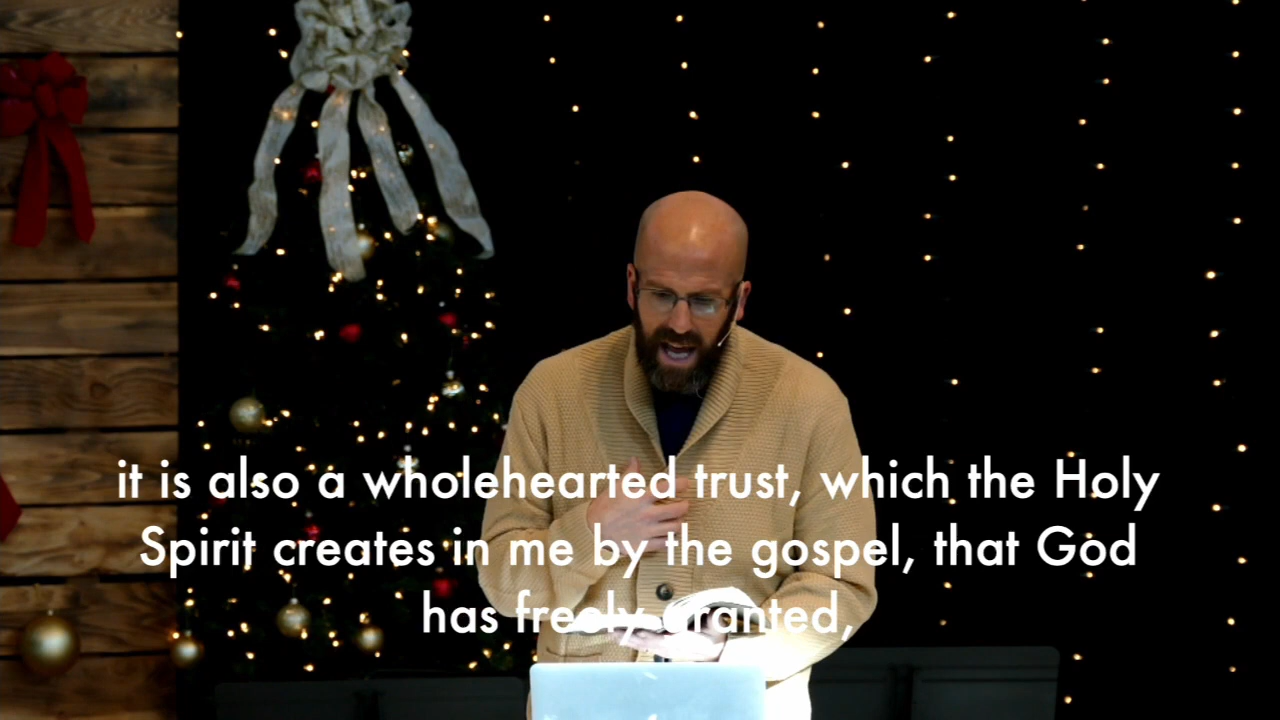 it is also a wholehearted trust, which the Holy
Spirit creates in me by the gospel, that God
has freely granted,